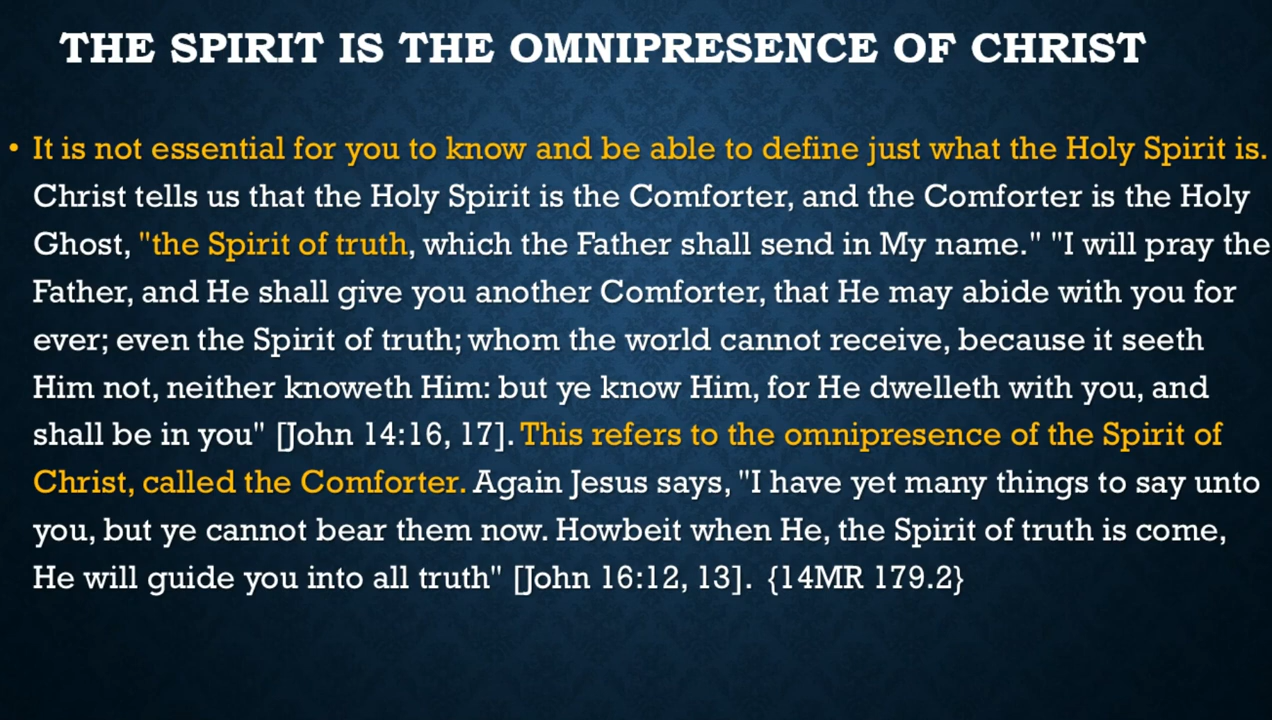 THE SPIRIT IS THE OMNIPRESENCE OF CHRIST
• It is not essential for you to know and be able to define just what the Holy Spirit is.
Christ tells us that the Holy Spirit is the Comforter, and the Comforter is the Holy
Ghost, "the Spirit of truth, which the Father shall send in My name." "I will pray the
Father, and He shall give you another Comforter, that He may abide with you for
ever; even the Spirit of truth; whom the world cannot receive, because it seeth
Him not, neither knoweth Him: but ye know Him, for He dwelleth with you, and
shall be in you" [John 14:16, 17]. This refers to the omnipresence of the Spirit of
Christ, called the Comforter. Again Jesus says, "I have yet many things to say unto
you, but ye cannot bear them now. Howbeit when He, the Spirit of truth is come,
He will guide you into all truth" [John 16:12, 13]. {14MR 179.2}